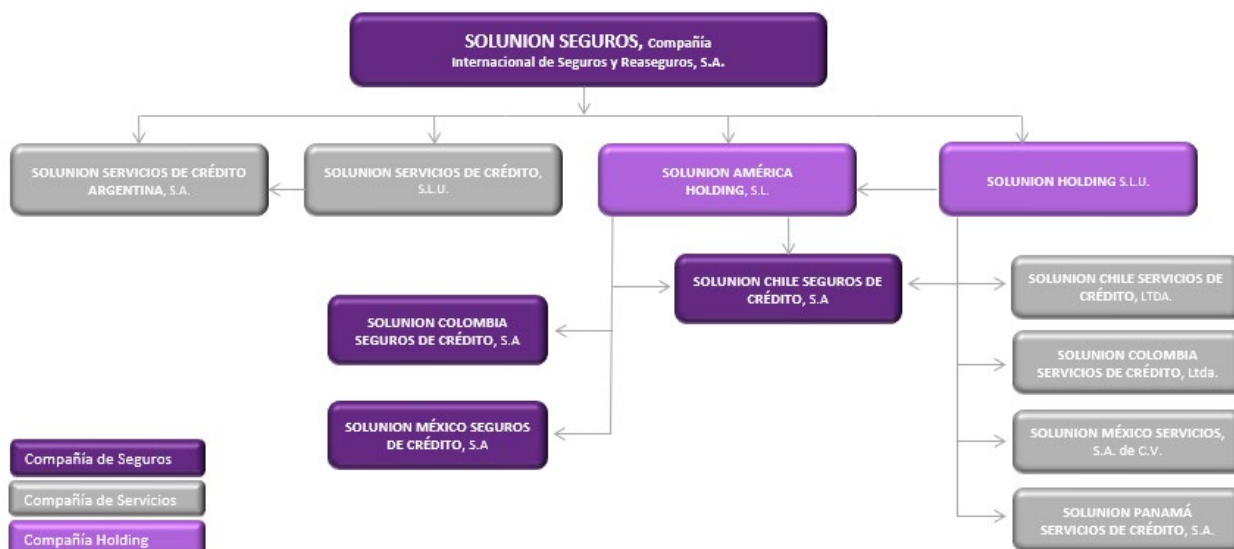 SOLUNION SEGUROS, Compañía
Internacional de Seguros y Reaseguros, S.A.
SOLUNION SERVICIOS DE CRÉDITO
ARGENTINA, S.A.
SOLUNION SERVICIOS DE CRÉDITO,
S.L.U.
SOLUNION AMÉRICA
HOLDING, S.L.
SOLUNION HOLDING S.L.U.
SOLUNION CHILE SEGUROS DE
CRÉDITO, S.A
SOLUNION CHILE SERVICIOS DE
CRÉDITO, LTDA.
SOLUNION COLOMBIA
SEGUROS DE CRÉDITO, S.A
SOLUNION COLOMBIA
SERVICIOS DE CRÉDITO, Ltda.
SOLUNION MÉXICO SEGUROS
DE CRÉDITO, S.A
SOLUNION MÉXICO SERVICIOS,
S.A. de C.V.
SOLUNION PANAMÁ
SERVICIOS DE CRÉDITO, S.A.
Compañía de Seguros
Compañía de Servicios
Compañía Holding